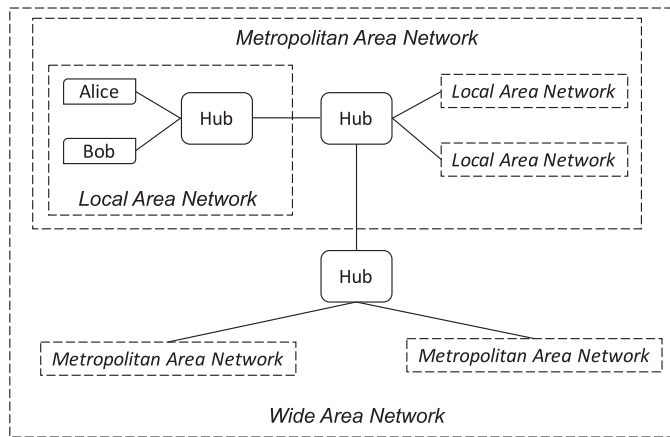 Metropolitan Area Network
Alice
Hub
Hub
Local Area Network
Bob
Local Area Network
Local Area Network
Hub
Metropolitan Area Network
Metropolitan Area Network
Wide Area Network